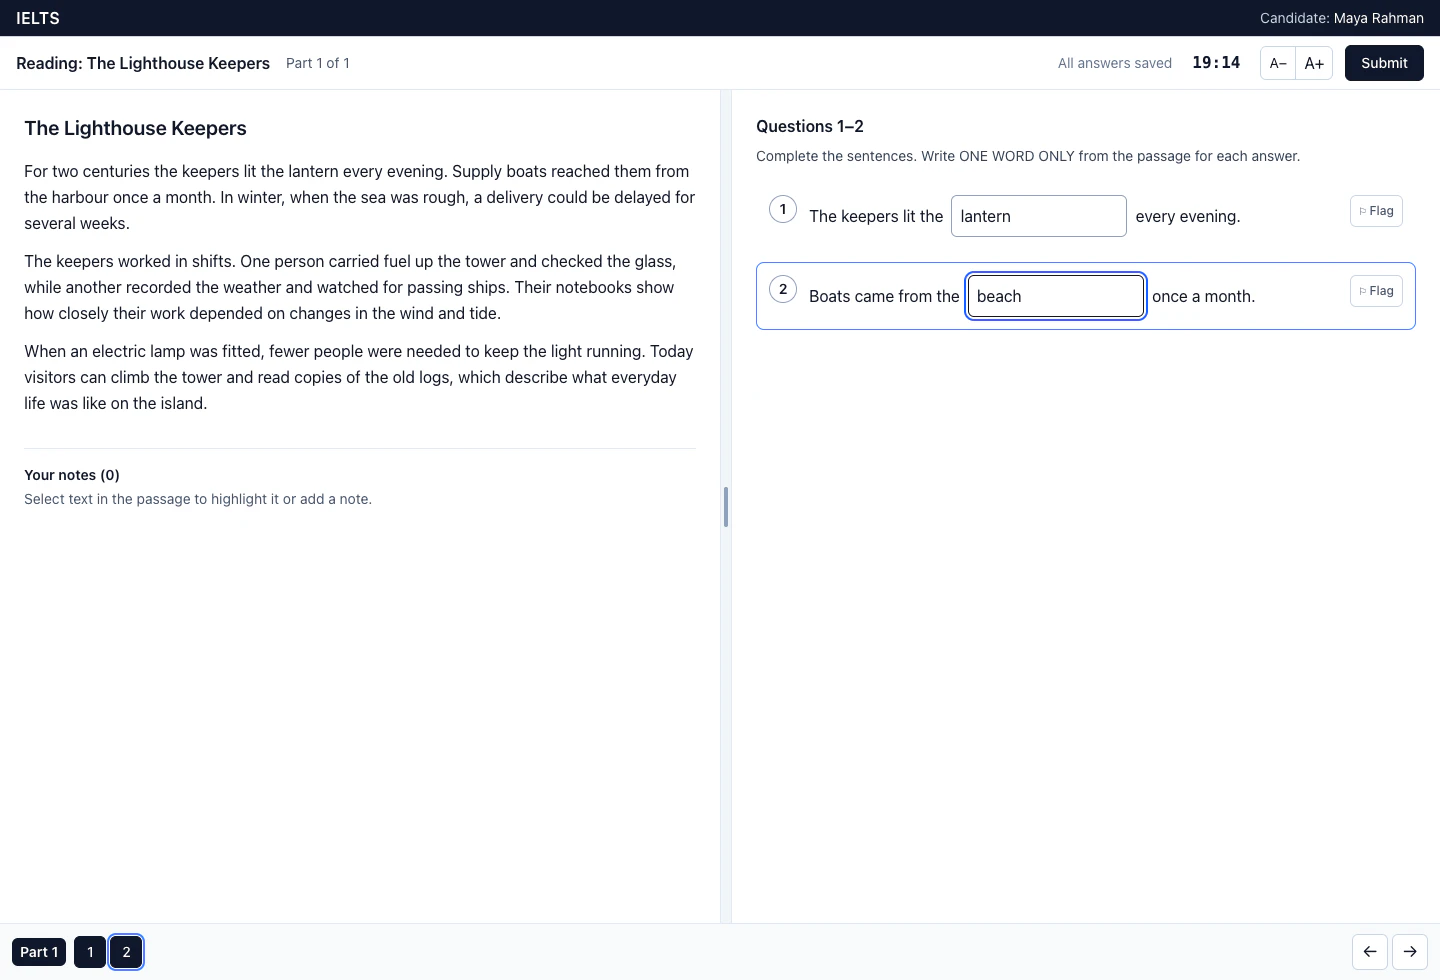 IELTS
Candidate: Maya Rahman
Reading: The Lighthouse Keepers Part 1 of 1
All answers saved 19:14 A− A+ Submit
The Lighthouse Keepers
For two centuries the keepers lit the lantern every evening. Supply boats reached them from
the harbour once a month. In winter, when the sea was rough, a delivery could be delayed for
several weeks.
The keepers worked in shifts. One person carried fuel up the tower and checked the glass,
while another recorded the weather and watched for passing ships. Their notebooks show
how closely their work depended on changes in the wind and tide.
When an electric lamp was fitted, fewer people were needed to keep the light running. Today
visitors can climb the tower and read copies of the old logs, which describe what everyday
life was like on the island.
Your notes (0)
Select text in the passage to highlight it or add a note.
Questions 1–2
Complete the sentences. Write ONE WORD ONLY from the passage for each answer.
1 The keepers lit the lantern every evening. Flag
2 Boats came from the beach once a month. Flag
Part 1 1 2